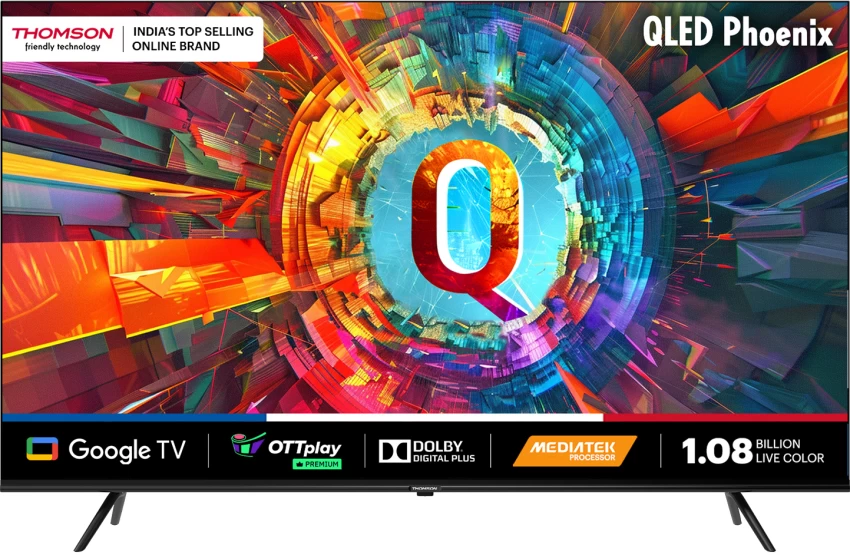 THOMSON
friendly technology
INDIA'S TOP SELLING
ONLINE BRAND
QLED Phoenix
Q
Google TV
OTTplay
PREMIUM
DOLBY
DIGITAL PLUS
MEDIATEK
PROCESSOR
1.08 BILLION
LIVE COLOR
THOMSON